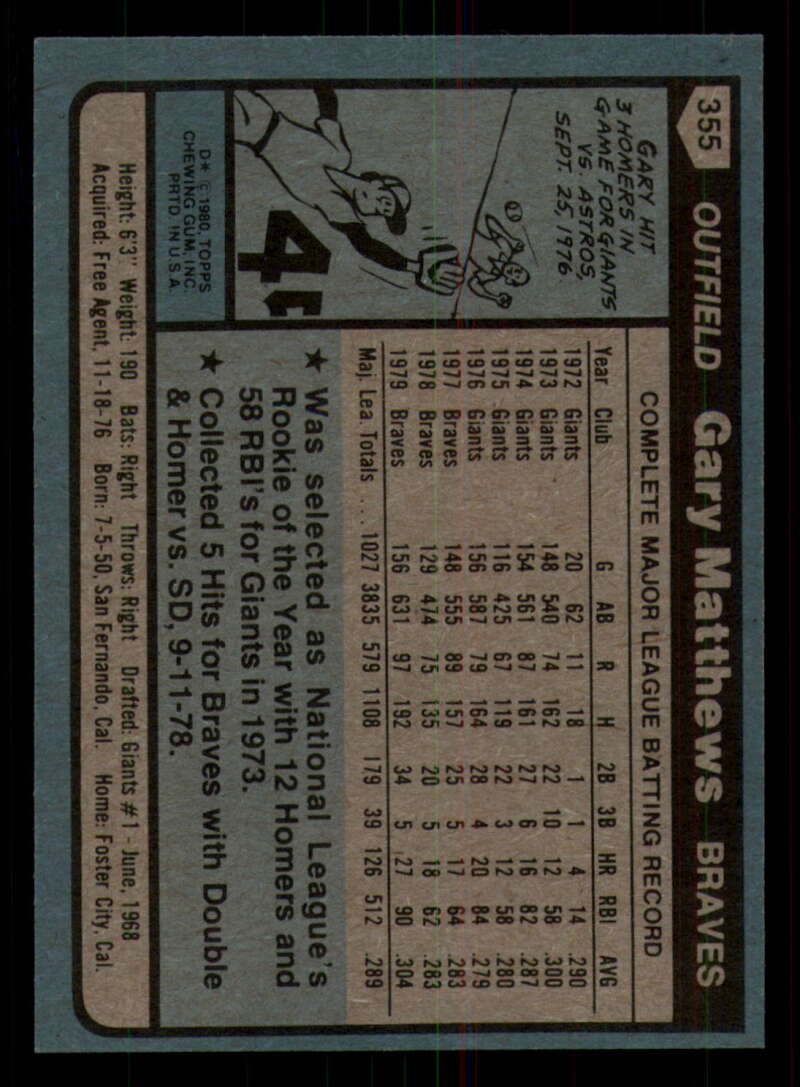 355 OUTFIELD Gary Matthews BRAVES
GARY HIT
3 HOMERS IN
GAME FOR GIANTS
VS. ASTROS,
SEPT. 25, 1976.
4
D* © 1980, TOPPS
CHEWING GUM, INC.
PRTD. IN U.S.A.
COMPLETE MAJOR LEAGUE BATTING RECORD
Year Club G AB R H 2B 3B HR RBI AVG
1972 Giants 20 62 11 18 1 1 4 14 .290
1973 Giants 148 540 74 162 22 10 12 58 .300
1974 Giants 154 561 87 161 27 6 16 82 .287
1975 Giants 116 425 67 119 22 3 12 58 .280
1976 Giants 156 587 79 164 28 4 20 84 .279
1977 Braves 148 555 89 157 25 5 17 64 .283
1978 Braves 129 474 75 135 20 5 18 62 .283
1979 Braves 156 631 97 192 34 5 27 90 .304
Maj. Lea. Totals ... 1027 3835 579 1108 179 39 126 512 .289
★ Was selected as National League's
Rookie of the Year with 12 Homers and
58 RBI's for Giants in 1973.
★ Collected 5 Hits for Braves with Double
& Homer vs. SD, 9-11-78.
Height: 6'3" Weight: 190 Bats: Right Throws: Right Drafted: Giants #1 - June, 1968
Acquired: Free Agent, 11-18-76 Born: 7-5-50, San Fernando, Cal. Home: Foster City, Cal.